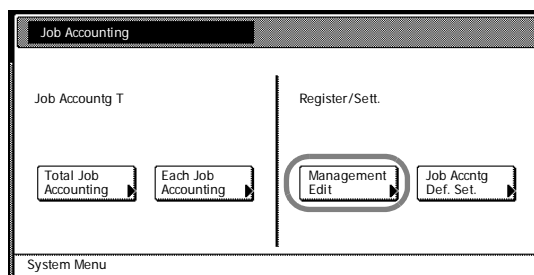 Job Accounting
Job Accountg T
Register/Sett.
Total Job
Accounting
Each Job
Accounting
Management
Edit
Job Accntg
Def. Set.
System Menu